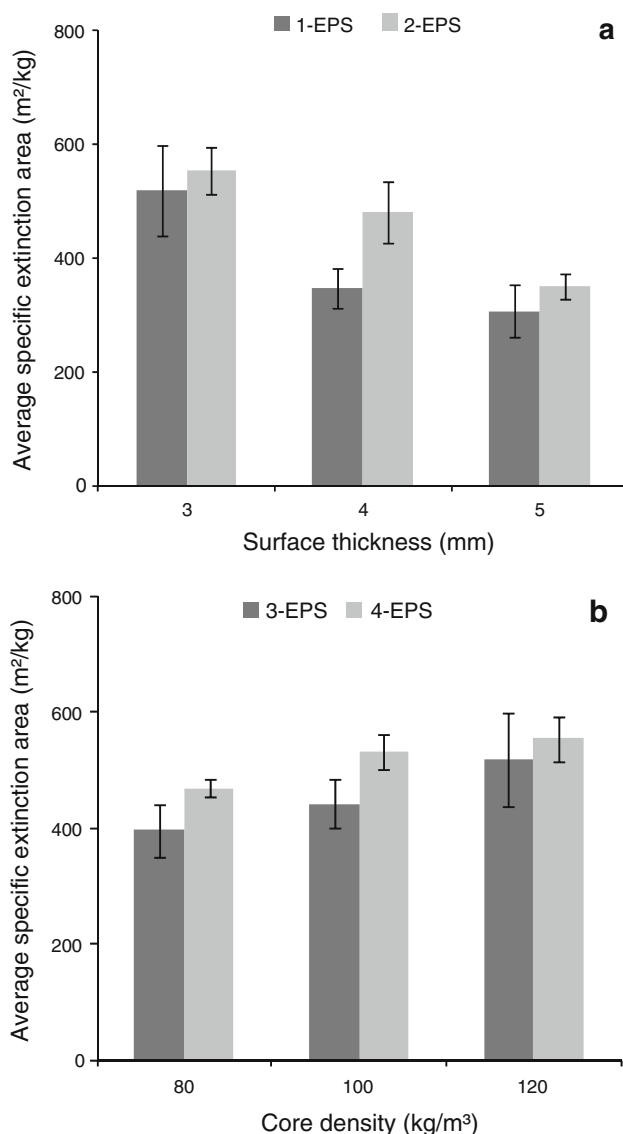 1-EPS 2-EPS a
Average specific extinction area (m²/kg)
800
600
400
200
0
3 4 5
Surface thickness (mm)
3-EPS 4-EPS b
Average specific extinction area (m²/kg)
800
600
400
200
0
80 100 120
Core density (kg/m³)